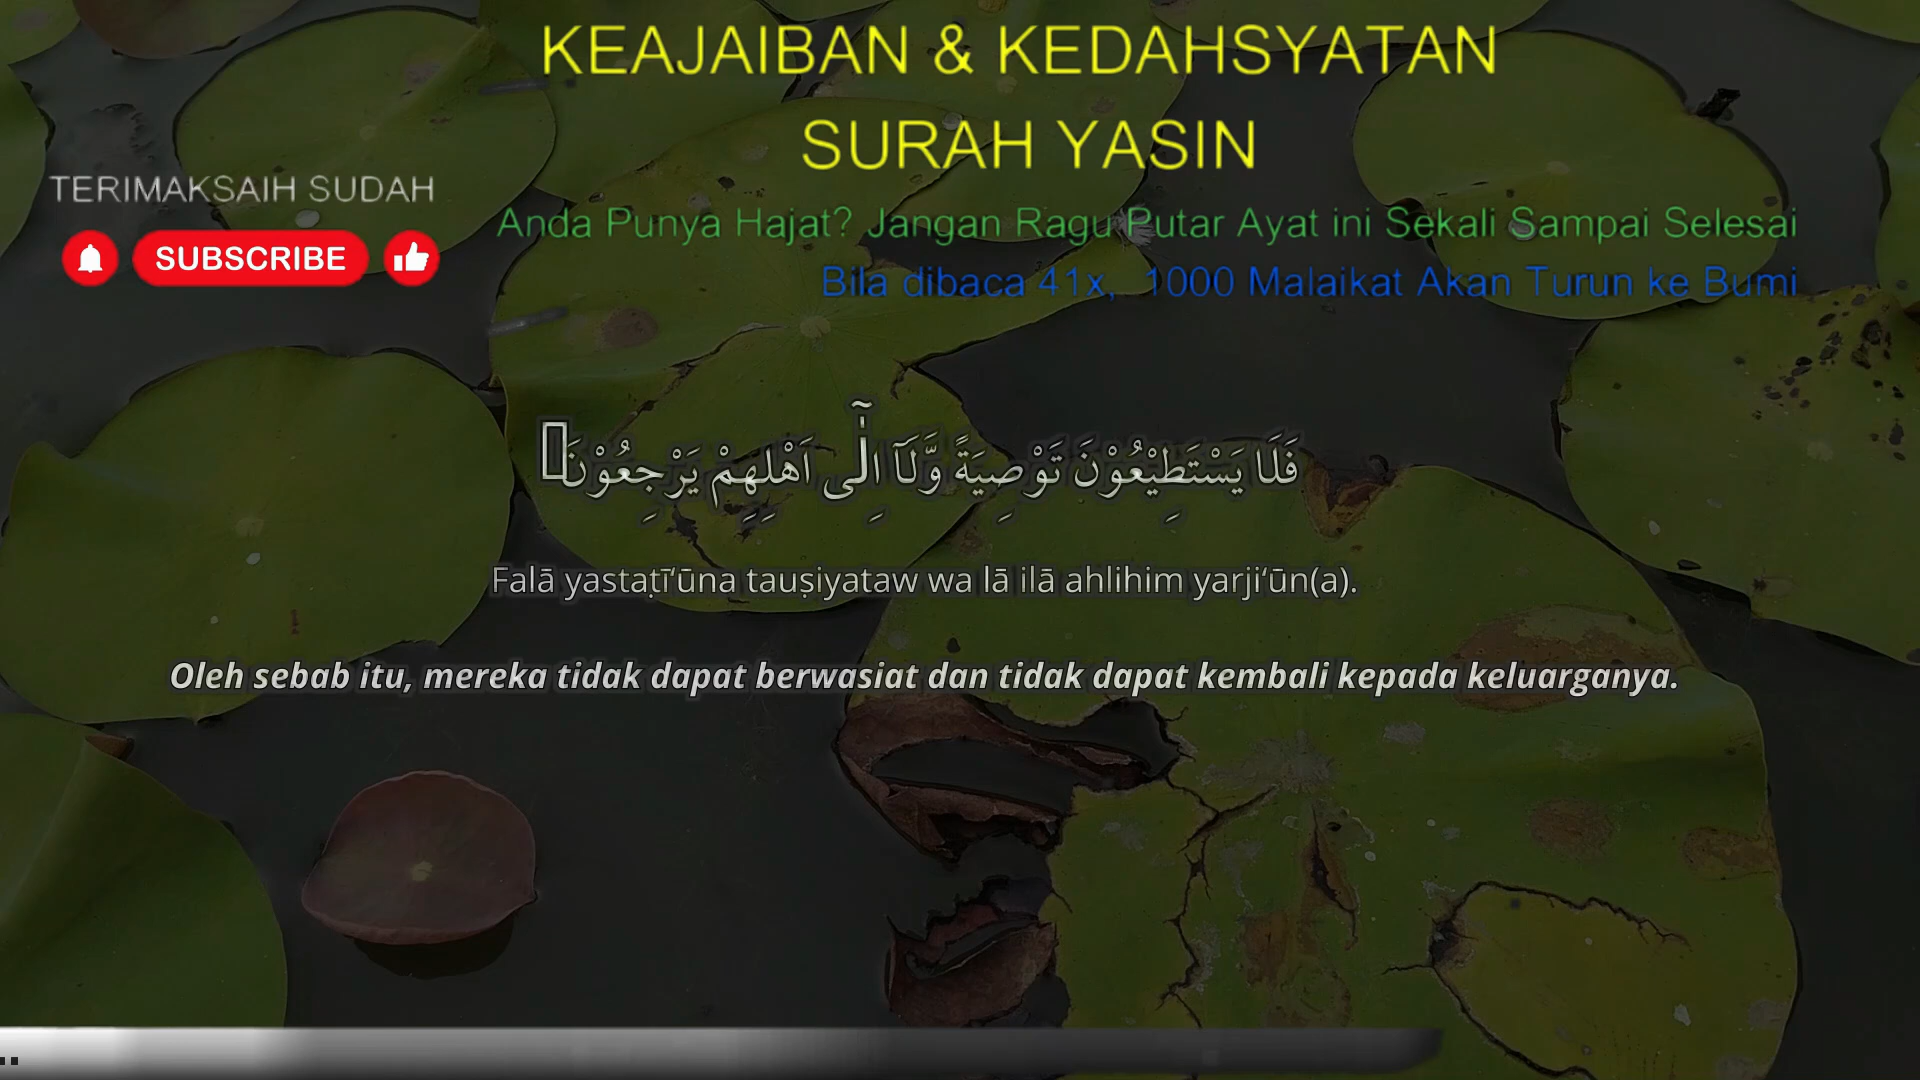 KEAJAIBAN & KEDAHSYATAN
SURAH YASIN
TERIMAKSAIH SUDAH
SUBSCRIBE
Anda Punya Hajat? Jangan Ragu Putar Ayat ini Sekali Sampai Selesai
Bila dibaca 41x, 1000 Malaikat Akan Turun ke Bumi
فَلَا يَسْتَطِيْعُوْنَ تَوْصِيَةً وَّلَآ اِلٰٓى اَهْلِهِمْ يَرْجِعُوْنَ
Falā yastaṭī‘ūna tauṣiyataw wa lā ilā ahlihim yarji‘ūn(a).
Oleh sebab itu, mereka tidak dapat berwasiat dan tidak dapat kembali kepada keluarganya.
..